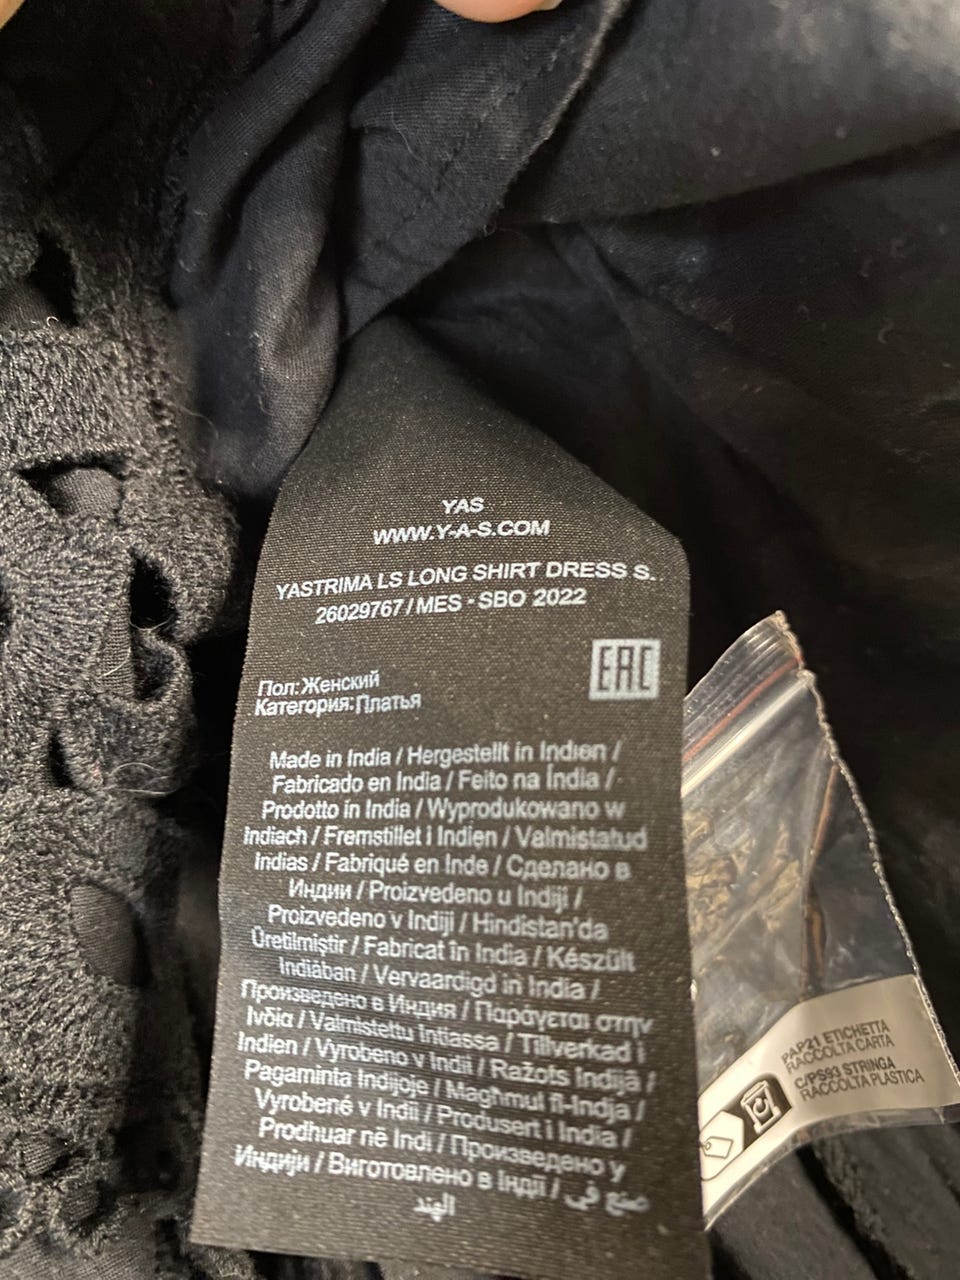 YAS
WWW.Y-A-S.COM
YASTRIMA LS LONG SHIRT DRESS S.
26029767 / MES - SBO 2022
EAC
Пол: Женский
Категория: Платья
Made in India / Hergestellt in Indien /
Fabricado en India / Feito na Índia /
Prodotto in India / Wyprodukowano w
Indiach / Fremstillet i Indien / Valmistatud
Indias / Fabriqué en Inde / Сделано в
Индии / Proizvedeno u Indiji /
Proizvedeno v Indiji / Hindistan'da
Üretilmiştir / Fabricat în India / Készült
Indiában / Vervaardigd in India /
Произведено в Индия / Παράγεται στην
Ινδία / Valmistettu Intiassa / Tillverkad i
Indien / Vyrobeno v Indii / Ražots Indijā /
Pagaminta Indijoje / Maghmul fl-Indja /
Vyrobené v Indii / Produsert i India /
Prodhuar në Indi / Произведено у
Индији / Виготовлено в Індії / صنع في
الهند
PAP21 ETICHETTA
RACCOLTA CARTA
C/PS93 STRINGA
RACCOLTA PLASTICA